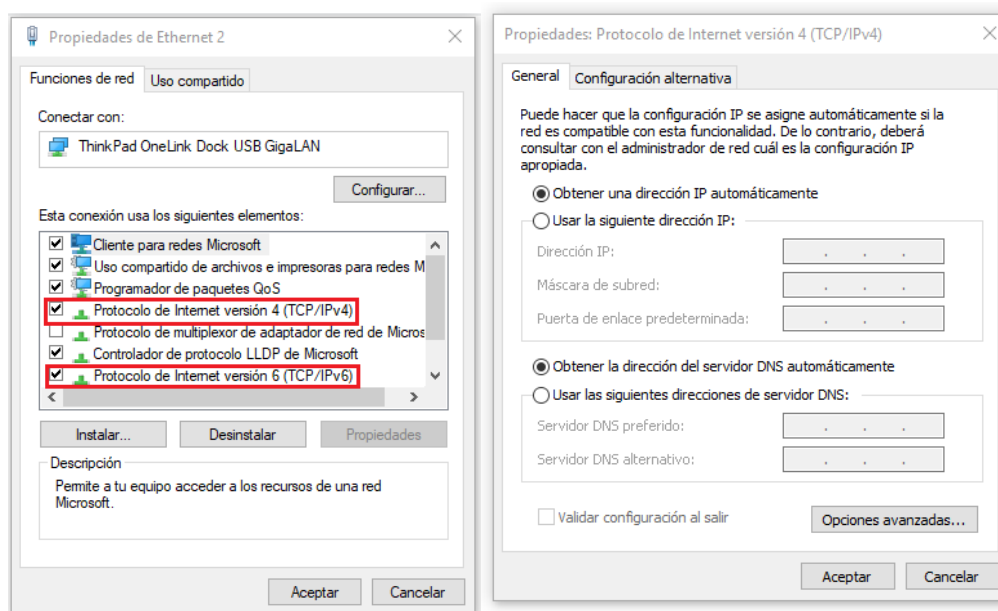 Propiedades de Ethernet 2
Funciones de red
Uso compartido
Conectar con:
ThinkPad OneLink Dock USB GigaLAN
Configurar...
Esta conexión usa los siguientes elementos:
Cliente para redes Microsoft
Uso compartido de archivos e impresoras para redes M
Programador de paquetes QoS
Protocolo de Internet versión 4 (TCP/IPv4)
Protocolo de multiplexor de adaptador de red de Micros
Controlador de protocolo LLDP de Microsoft
Protocolo de Internet versión 6 (TCP/IPv6)
Instalar...
Desinstalar
Propiedades
Descripción
Permite a tu equipo acceder a los recursos de una red
Microsoft.
Aceptar
Cancelar
Propiedades: Protocolo de Internet versión 4 (TCP/IPv4)
General
Configuración alternativa
Puede hacer que la configuración IP se asigne automáticamente si la
red es compatible con esta funcionalidad. De lo contrario, deberá
consultar con el administrador de red cuál es la configuración IP
apropiada.
Obtener una dirección IP automáticamente
Usar la siguiente dirección IP:
Dirección IP:
Máscara de subred:
Puerta de enlace predeterminada:
Obtener la dirección del servidor DNS automáticamente
Usar las siguientes direcciones de servidor DNS:
Servidor DNS preferido:
Servidor DNS alternativo:
Validar configuración al salir
Opciones avanzadas...
Aceptar
Cancelar